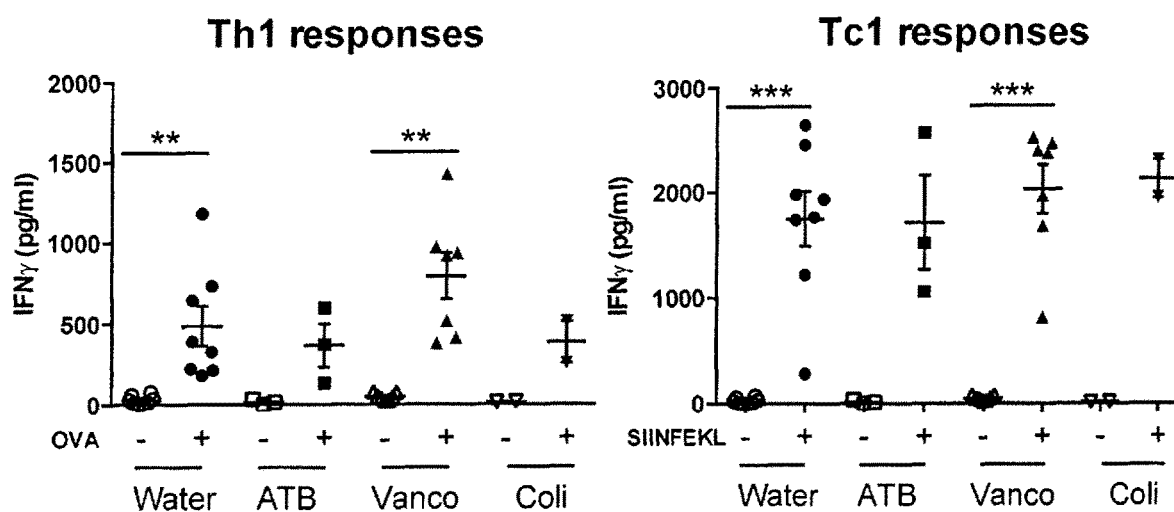 Th1 responses
Tc1 responses
IFNγ (pg/ml)
2000
1500
1000
500
0
** **
OVA - + - + - + - +
Water ATB Vanco Coli
IFNγ (pg/ml)
3000
2000
1000
0
*** ***
SIINFEKL - + - + - + - +
Water ATB Vanco Coli